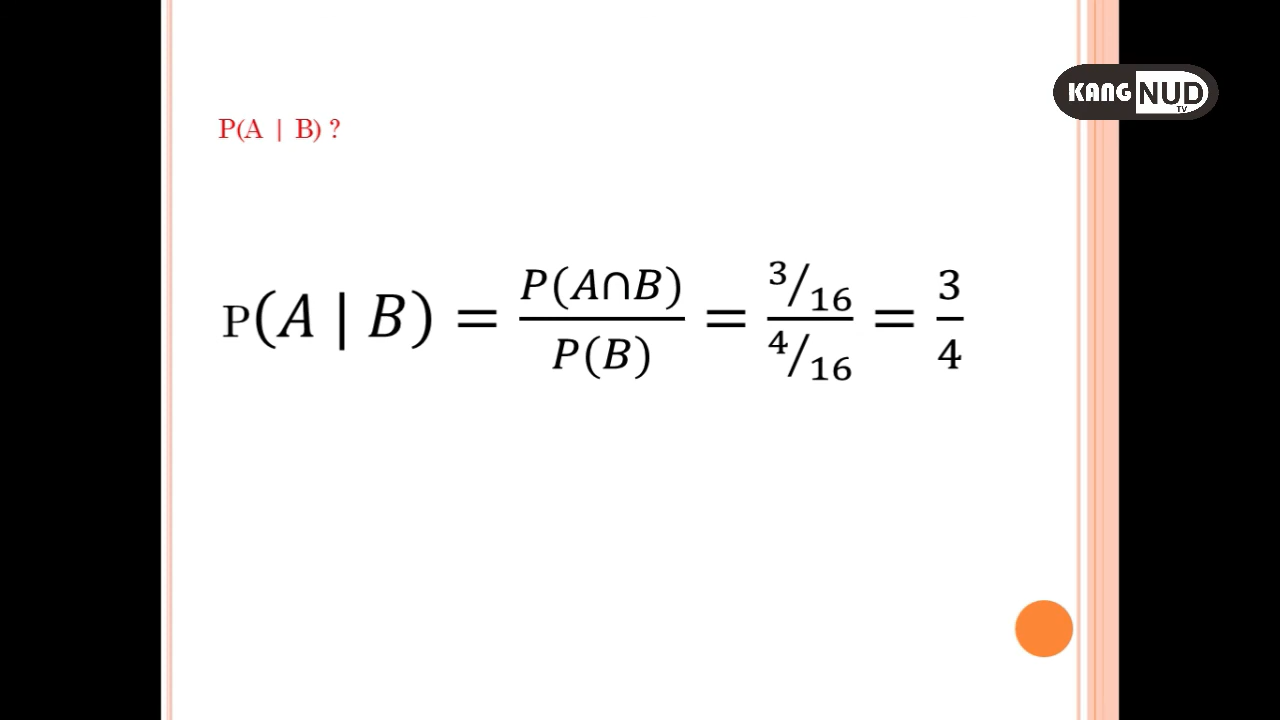 KANG NUD TV
P(A | B) ?
P(A | B) = P(A∩B)/P(B) = (3/16)/(4/16) = 3/4